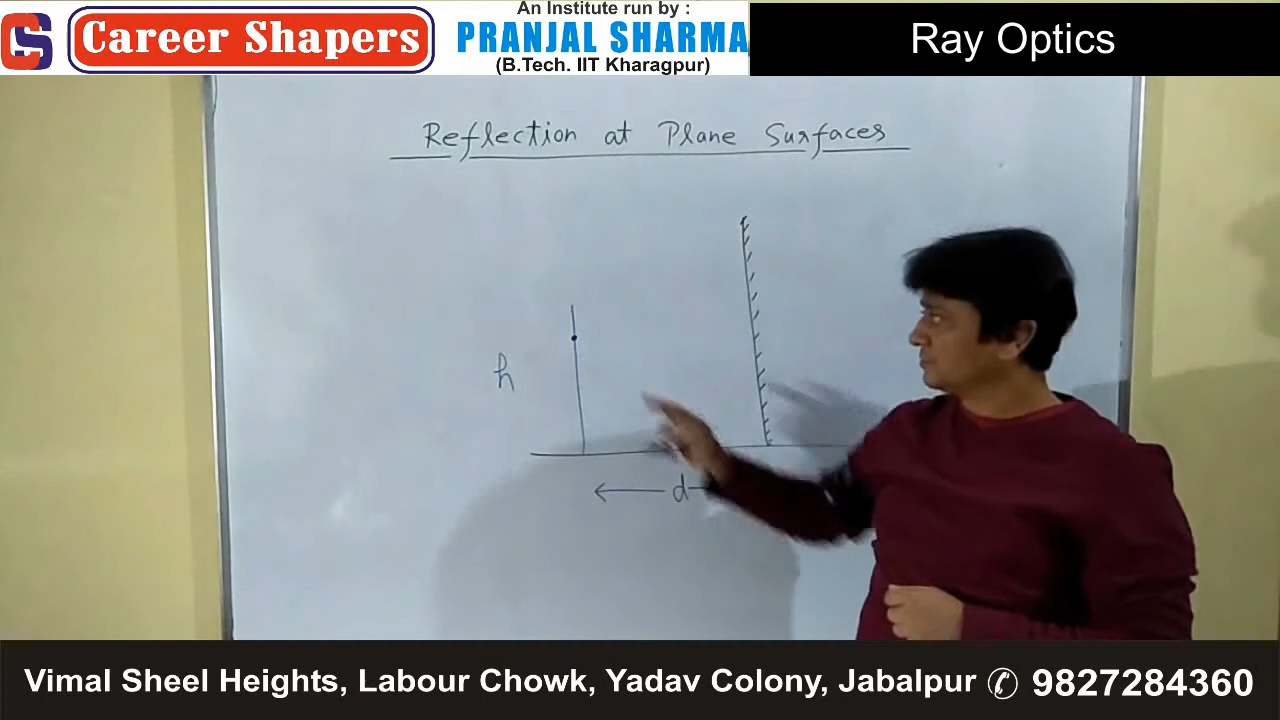 CS
Career Shapers
An Institute run by :
PRANJAL SHARMA
(B.Tech. IIT Kharagpur)
Ray Optics
Reflection at Plane Surfaces
h
d
Vimal Sheel Heights, Labour Chowk, Yadav Colony, Jabalpur ✆ 9827284360